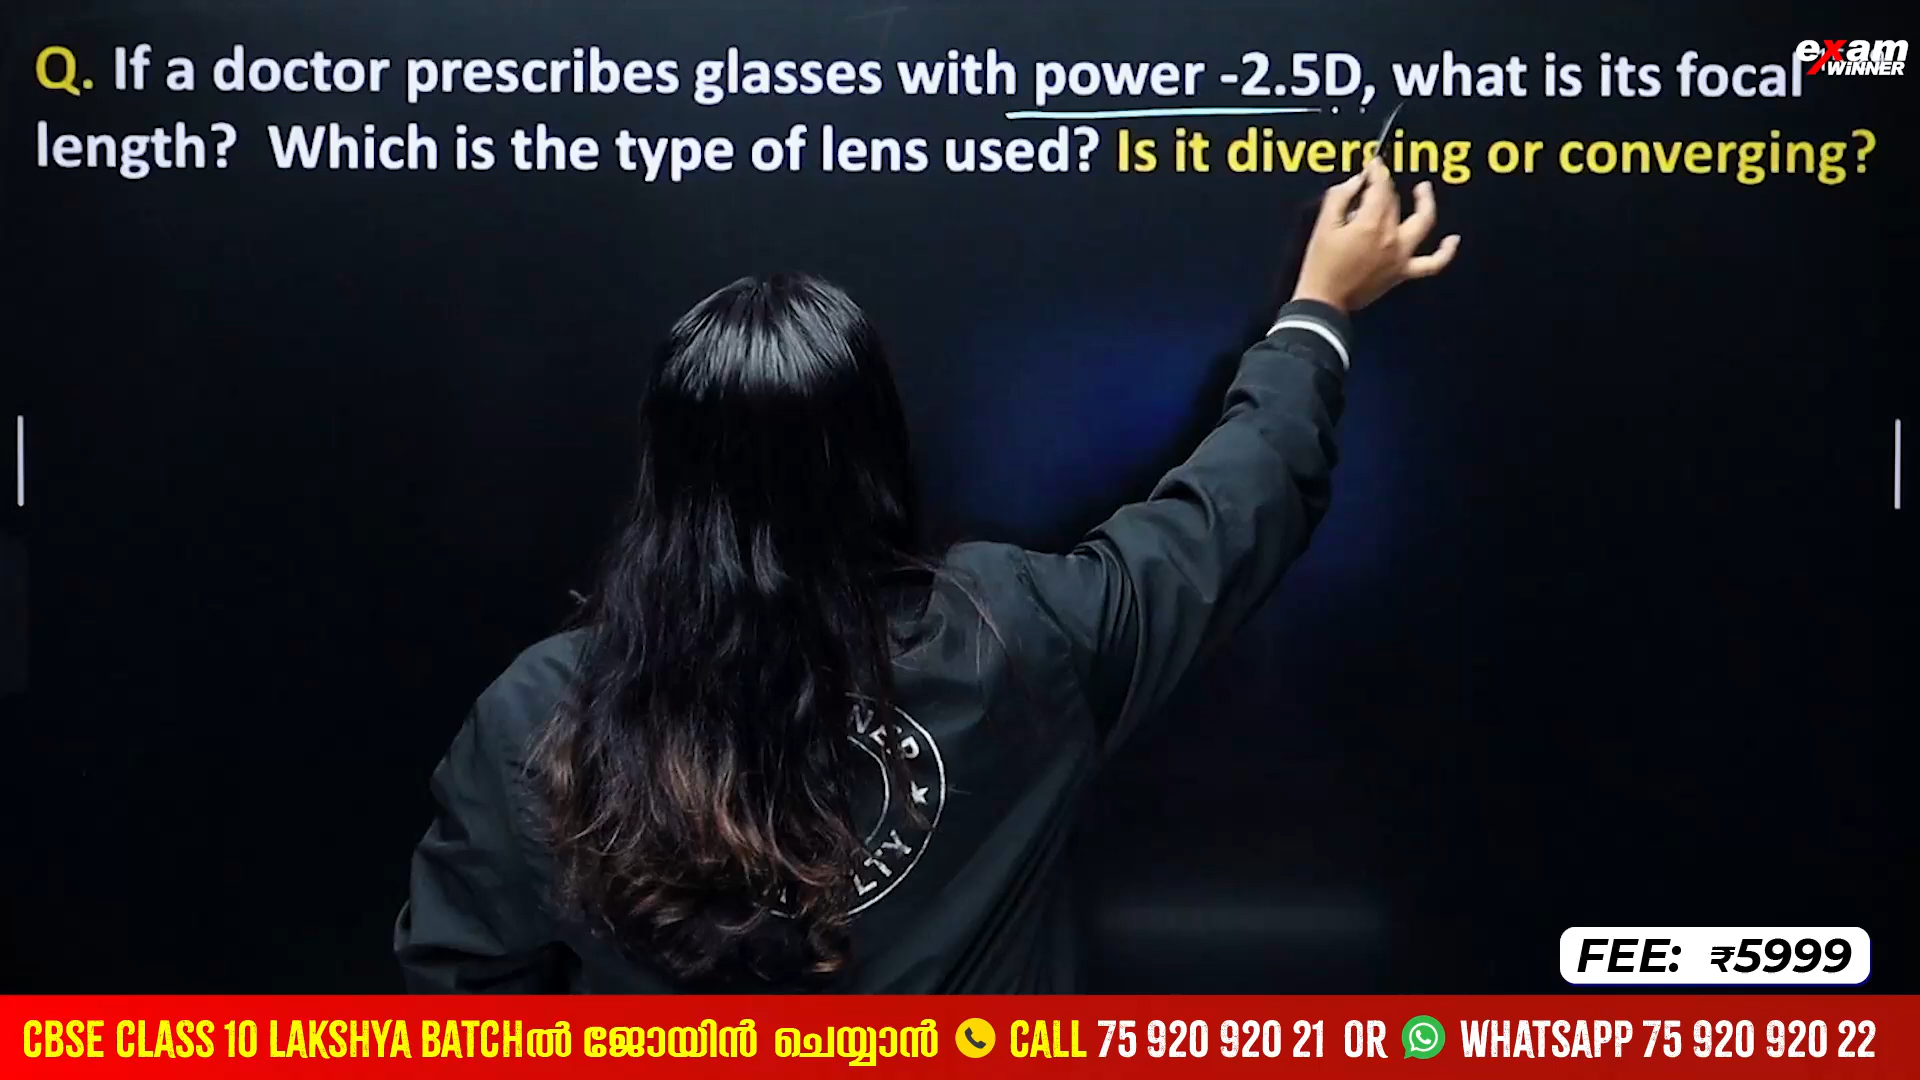 Q. If a doctor prescribes glasses with power -2.5D, what is its focal
exam
WINNER
length? Which is the type of lens used? Is it diverging or converging?
FEE: ₹5999
CBSE CLASS 10 LAKSHYA BATCHൽ ജോയിൻ ചെയ്യാൻ CALL 75 920 920 21 OR WHATSAPP 75 920 920 22